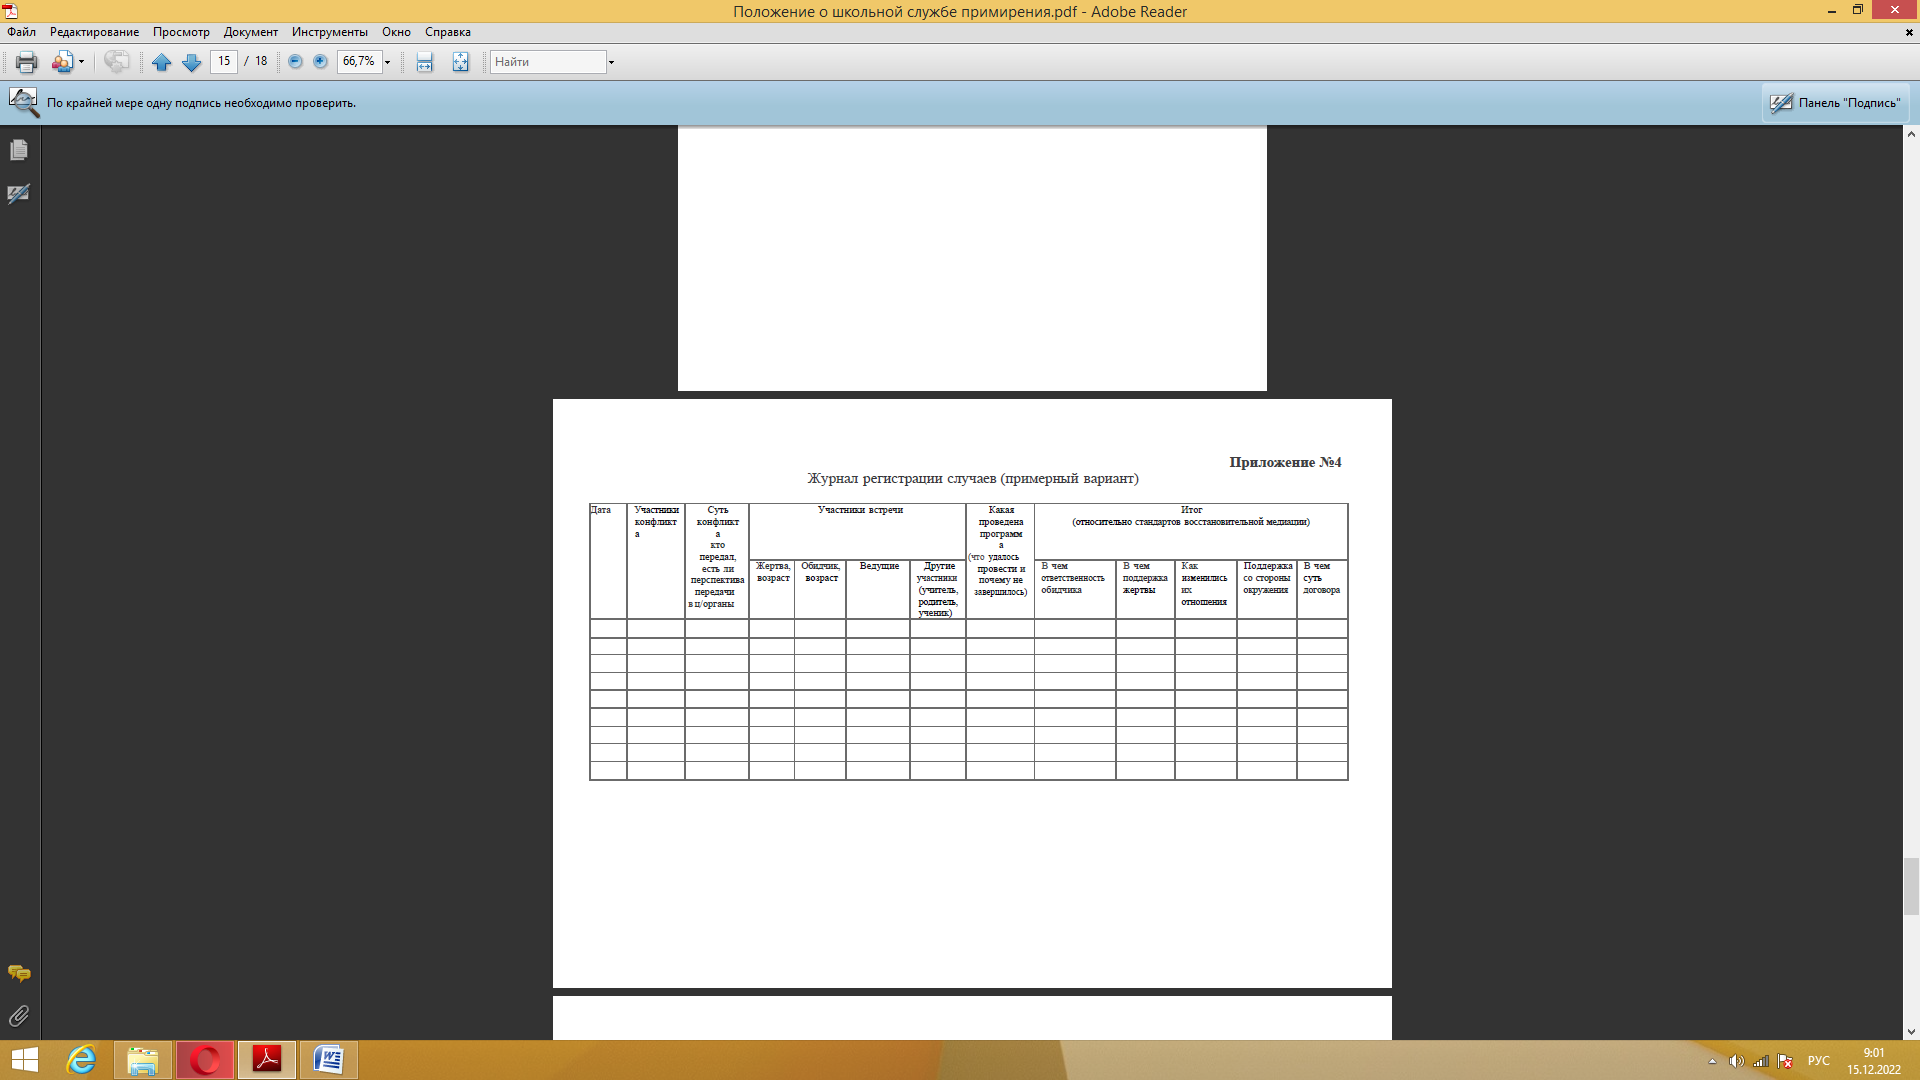 Положение о школьной службе примирения.pdf - Adobe Reader
Файл Редактирование Просмотр Документ Инструменты Окно Справка
15 / 18 66,7% Найти
По крайней мере одну подпись необходимо проверить.
Панель "Подпись"
Приложение №4
Журнал регистрации случаев (примерный вариант)
Дата
Участники
конфликт
а
Суть
конфликт
а
кто
передал,
есть ли
перспектива
передачи
в ц/органы
Участники встречи
Жертва,
возраст
Обидчик,
возраст
Ведущие
Другие
участники
(учитель,
родитель,
ученик)
Какая
проведена
программ
а
(что удалось
провести и
почему не
завершилось)
Итог
(относительно стандартов восстановительной медиации)
В чем
ответственность
обидчика
В чем
поддержка
жертвы
Как
изменились
их
отношения
Поддержка
со стороны
окружения
В чем
суть
договора
РУС
9:01
15.12.2022